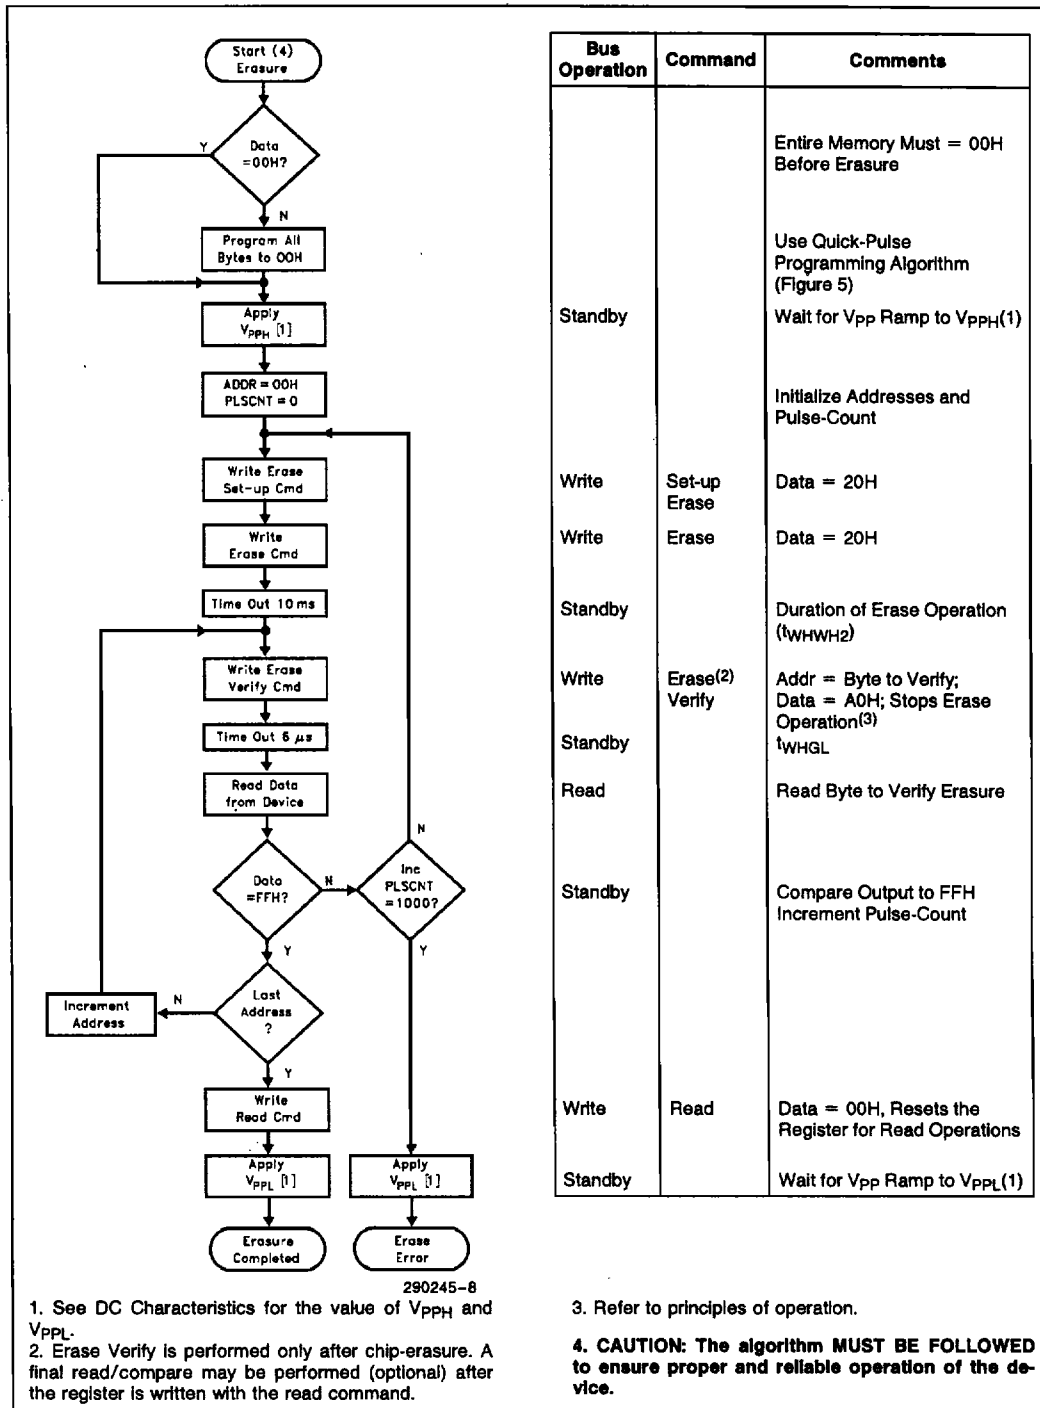 Start (4)
Erasure
Y
Data
=00H?
N
Program All
Bytes to 00H
Apply
VPPH [1]
ADDR = 00H
PLSCNT = 0
Write Erase
Set-up Cmd
Write
Erase Cmd
Time Out 10 ms
Write Erase
Verify Cmd
Time Out 6 µs
Read Data
from Device
N
Data
=FFH?
N
Inc
PLSCNT
=1000?
Y
Y
Increment
Address
N
Last
Address
?
Y
Write
Read Cmd
Apply
VPPL [1]
Apply
VPPL [1]
Erasure
Completed
Erase
Error
290245-8
Bus
Operation
Command
Comments
Entire Memory Must = 00H
Before Erasure
Use Quick-Pulse
Programming Algorithm
(Figure 5)
Standby
Wait for VPP Ramp to VPPH(1)
Initialize Addresses and
Pulse-Count
Write
Set-up
Erase
Data = 20H
Write
Erase
Data = 20H
Standby
Duration of Erase Operation
(tWHWH2)
Write
Erase(2)
Verify
Addr = Byte to Verify;
Data = A0H; Stops Erase
Operation(3)
Standby
tWHGL
Read
Read Byte to Verify Erasure
Standby
Compare Output to FFH
Increment Pulse-Count
Write
Read
Data = 00H, Resets the
Register for Read Operations
Standby
Wait for VPP Ramp to VPPL(1)
1. See DC Characteristics for the value of VPPH and
VPPL.
2. Erase Verify is performed only after chip-erasure. A
final read/compare may be performed (optional) after
the register is written with the read command.
3. Refer to principles of operation.
4. CAUTION: The algorithm MUST BE FOLLOWED
to ensure proper and reliable operation of the de-
vice.